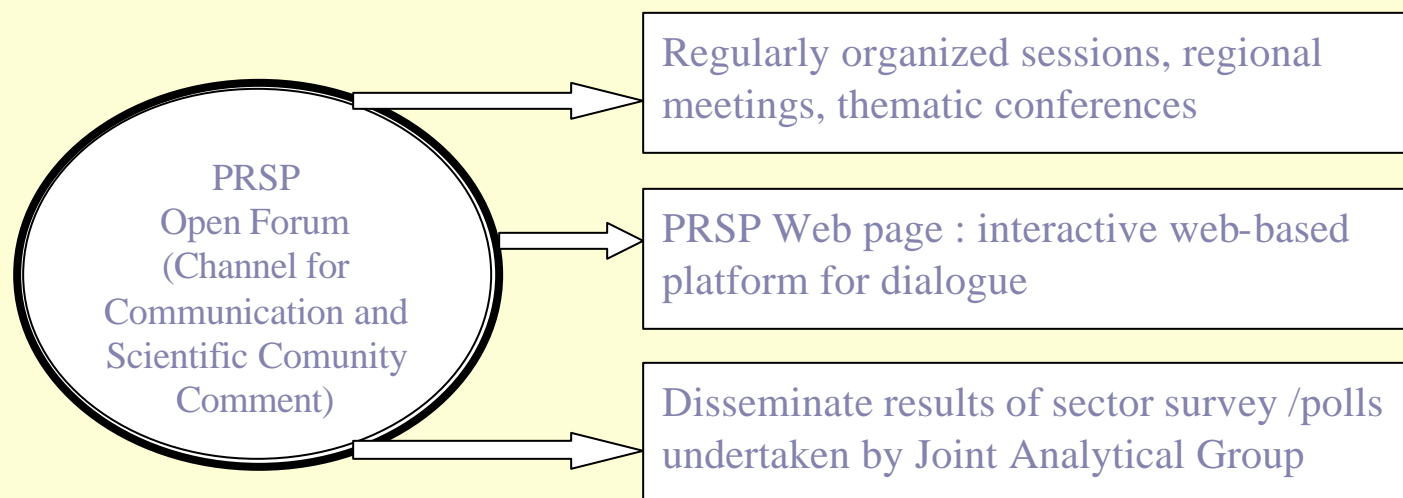 PRSP
Open Forum
(Channel for
Communication and
Scientific Comunity
Comment)
Regularly organized sessions, regional
meetings, thematic conferences
PRSP Web page : interactive web-based
platform for dialogue
Disseminate results of sector survey /polls
undertaken by Joint Analytical Group